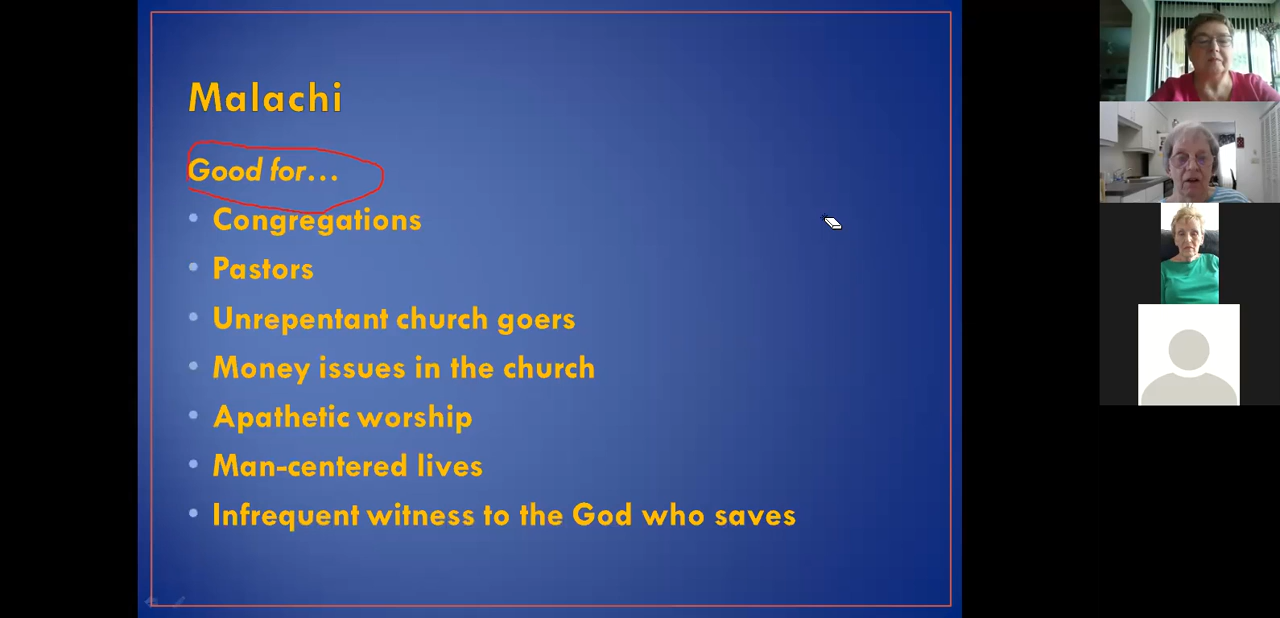 Malachi
Good for...
• Congregations
• Pastors
• Unrepentant church goers
• Money issues in the church
• Apathetic worship
• Man-centered lives
• Infrequent witness to the God who saves